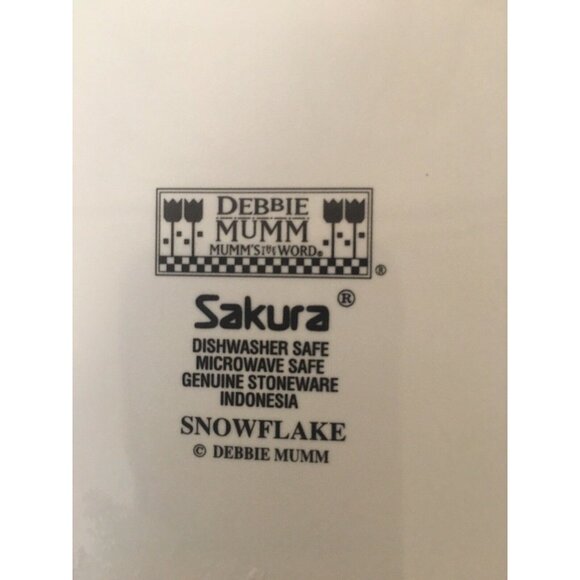 DEBBIE
MUMM
MUMM'S THE WORD®
®
Sakura®
DISHWASHER SAFE
MICROWAVE SAFE
GENUINE STONEWARE
INDONESIA
SNOWFLAKE
© DEBBIE MUMM